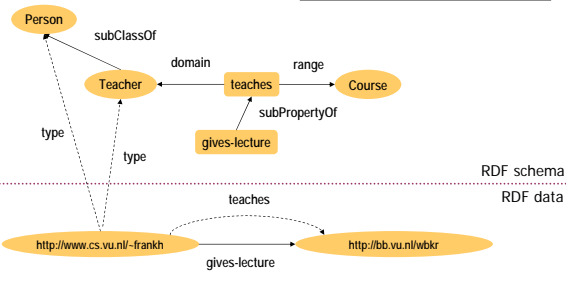 Person
subClassOf
domain
range
Teacher
teaches
Course
subPropertyOf
type
type
gives-lecture
RDF schema
RDF data
teaches
http://www.cs.vu.nl/~frankh
http://bb.vu.nl/wbkr
gives-lecture